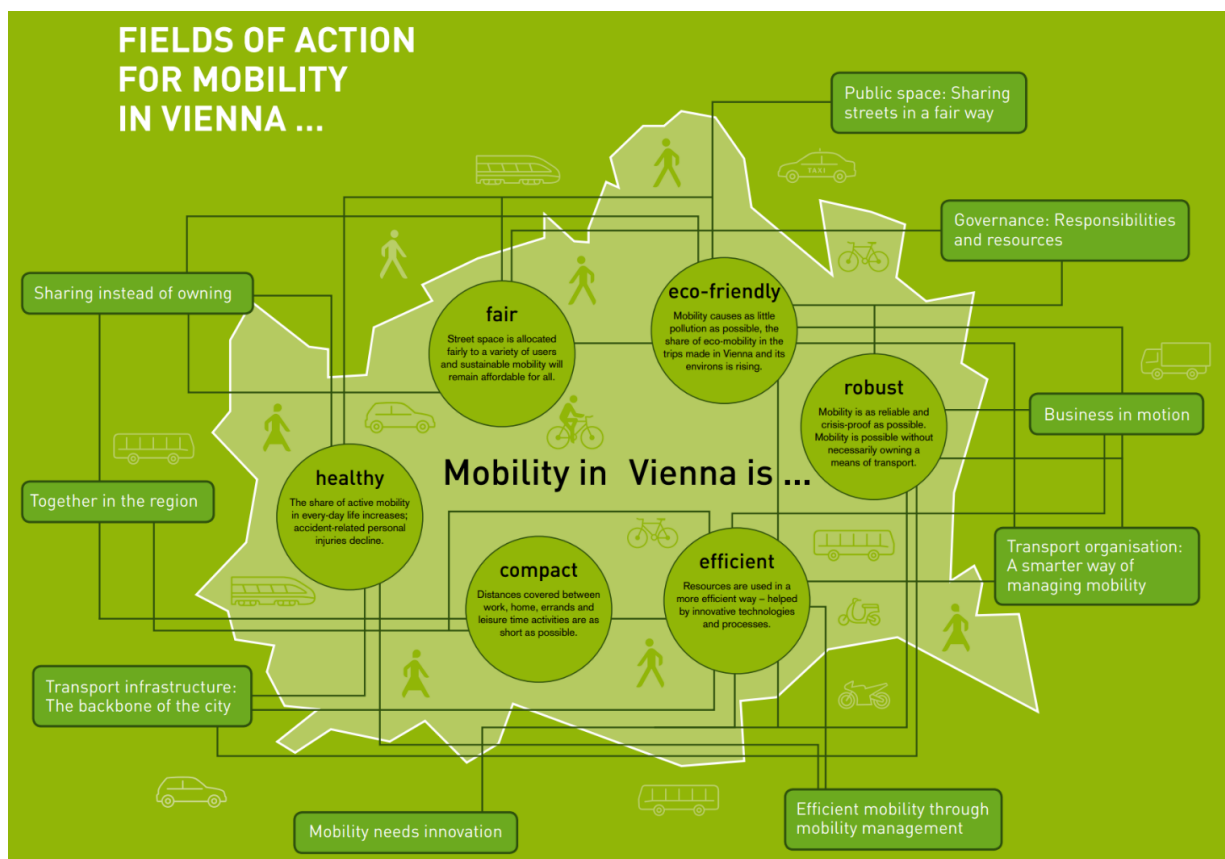 FIELDS OF ACTION
FOR MOBILITY
IN VIENNA ...
Public space: Sharing
streets in a fair way
TAXI
Governance: Responsibilities
and resources
Sharing instead of owning
fair
Street space is allocated
fairly to a variety of users
and sustainable mobility will
remain affordable for all.
eco-friendly
Mobility causes as little
pollution as possible, the
share of eco-mobility in the
trips made in Vienna and its
environs is rising.
robust
Mobility is as reliable and
crisis-proof as possible.
Mobility is possible without
necessarily owning a
means of transport.
Business in motion
Mobility in Vienna is ...
healthy
The share of active mobility
in every-day life increases;
accident-related personal
injuries decline.
Together in the region
compact
Distances covered between
work, home, errands and
leisure time activities are as
short as possible.
efficient
Resources are used in a
more efficient way – helped
by innovative technologies
and processes.
Transport organisation:
A smarter way of
managing mobility
Transport infrastructure:
The backbone of the city
Mobility needs innovation
Efficient mobility through
mobility management